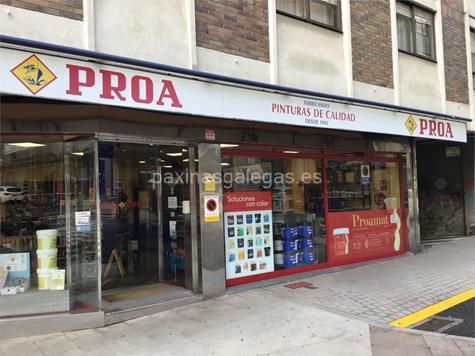 PROA
FABRICANDO
PINTURAS DE CALIDAD
DESDE 1941
PROA
paxinasgalegas.es
Soluciones
con color
Proamat